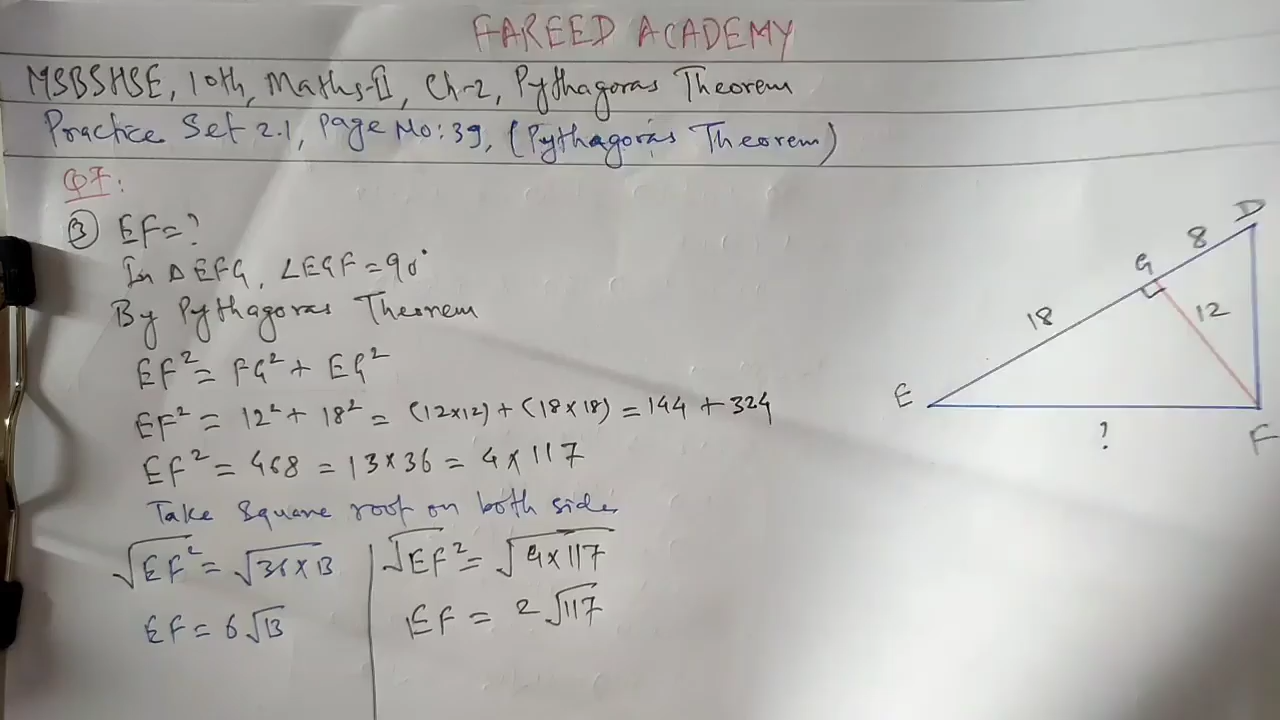 FAREED ACADEMY
MSBSHSE, 10th, Maths-II, Ch-2, Pythagoras Theorem
Practice Set 2.1, Page No: 39, (Pythagoras Theorem)
Q7:
③ EF=?
In △EFG, ∠EGF = 90°
By Pythagoras Theorem
EF² = FG² + EG²
EF² = 12² + 18² = (12×12) + (18×18) = 144 + 324
EF² = 468 = 13×36 = 4×117
Take Square root on both side,
√EF² = √36×13 | √EF² = √4×117
EF = 6√13 | EF = 2√117
D
8
G
18
12
E
?
F